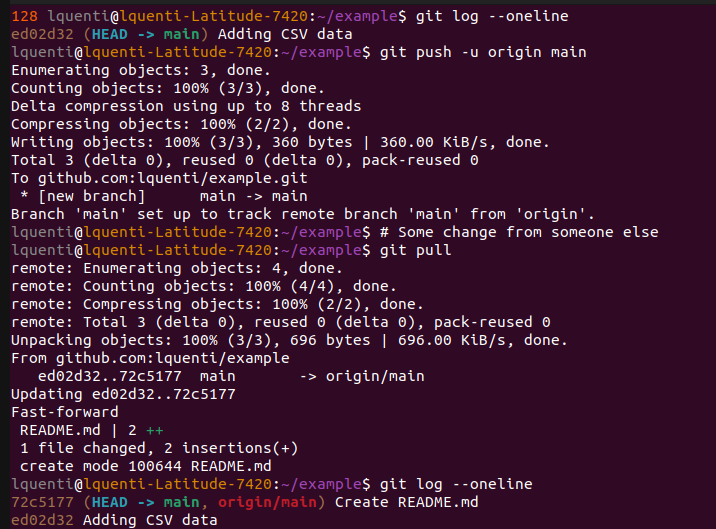 128 lquenti@lquenti-Latitude-7420:~/example$ git log --oneline
ed02d32 (HEAD -> main) Adding CSV data
lquenti@lquenti-Latitude-7420:~/example$ git push -u origin main
Enumerating objects: 3, done.
Counting objects: 100% (3/3), done.
Delta compression using up to 8 threads
Compressing objects: 100% (2/2), done.
Writing objects: 100% (3/3), 360 bytes | 360.00 KiB/s, done.
Total 3 (delta 0), reused 0 (delta 0), pack-reused 0
To github.com:lquenti/example.git
 * [new branch]      main -> main
Branch 'main' set up to track remote branch 'main' from 'origin'.
lquenti@lquenti-Latitude-7420:~/example$ # Some change from someone else
lquenti@lquenti-Latitude-7420:~/example$ git pull
remote: Enumerating objects: 4, done.
remote: Counting objects: 100% (4/4), done.
remote: Compressing objects: 100% (2/2), done.
remote: Total 3 (delta 0), reused 0 (delta 0), pack-reused 0
Unpacking objects: 100% (3/3), 696 bytes | 696.00 KiB/s, done.
From github.com:lquenti/example
   ed02d32..72c5177  main       -> origin/main
Updating ed02d32..72c5177
Fast-forward
 README.md | 2 ++
 1 file changed, 2 insertions(+)
 create mode 100644 README.md
lquenti@lquenti-Latitude-7420:~/example$ git log --oneline
72c5177 (HEAD -> main, origin/main) Create README.md
ed02d32 Adding CSV data